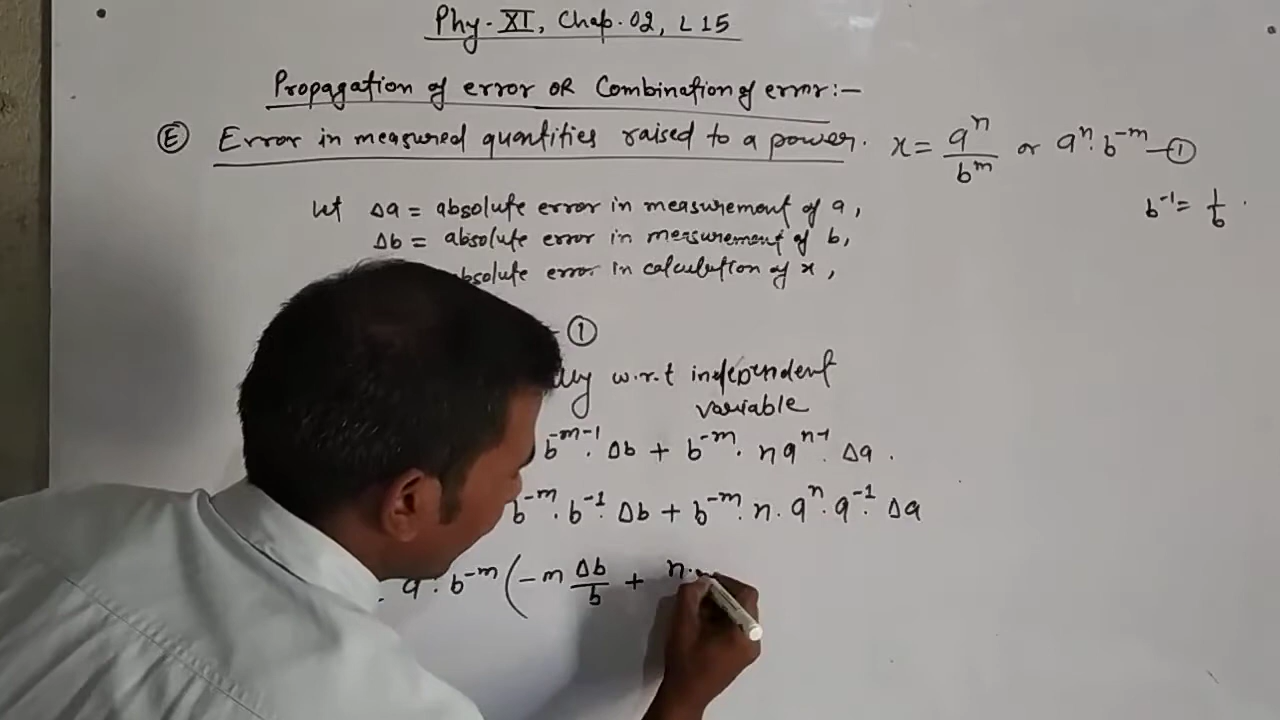 Phy. XI, Chap. 02, L 15
Propagation of error OR Combination of error:-
Ⓔ Error in measured quantities raised to a power. x = a^n / b^m or a^n · b^-m —①
b^-1 = 1/b ·
Let Δa = absolute error in measurement of a,
Δb = absolute error in measurement of b,
absolute error in calculation of x,
①
w.r.t independent
variable
b^-m-1 · Δb + b^-m · n a^n-1 · Δa .
b^-m · b^-1 · Δb + b^-m · n · a^n · a^-1 · Δa
a · b^-m ( -m Δb/b + n·